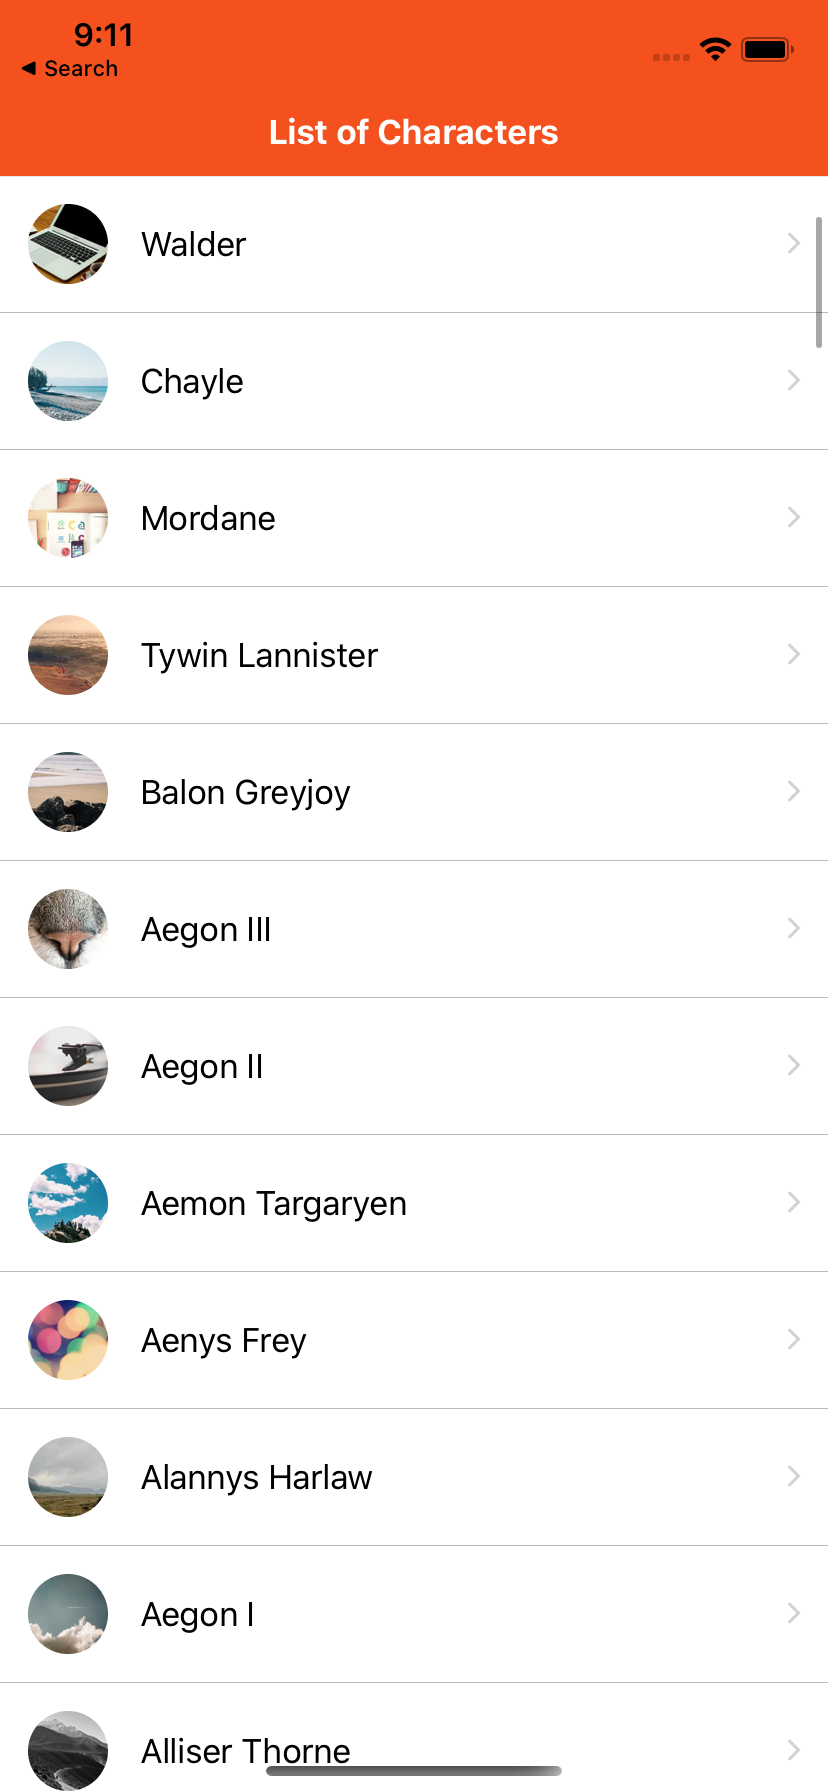 9:11
Search
List of Characters
Walder
Chayle
Mordane
Tywin Lannister
Balon Greyjoy
Aegon III
Aegon II
Aemon Targaryen
Aenys Frey
Alannys Harlaw
Aegon I
Alliser Thorne